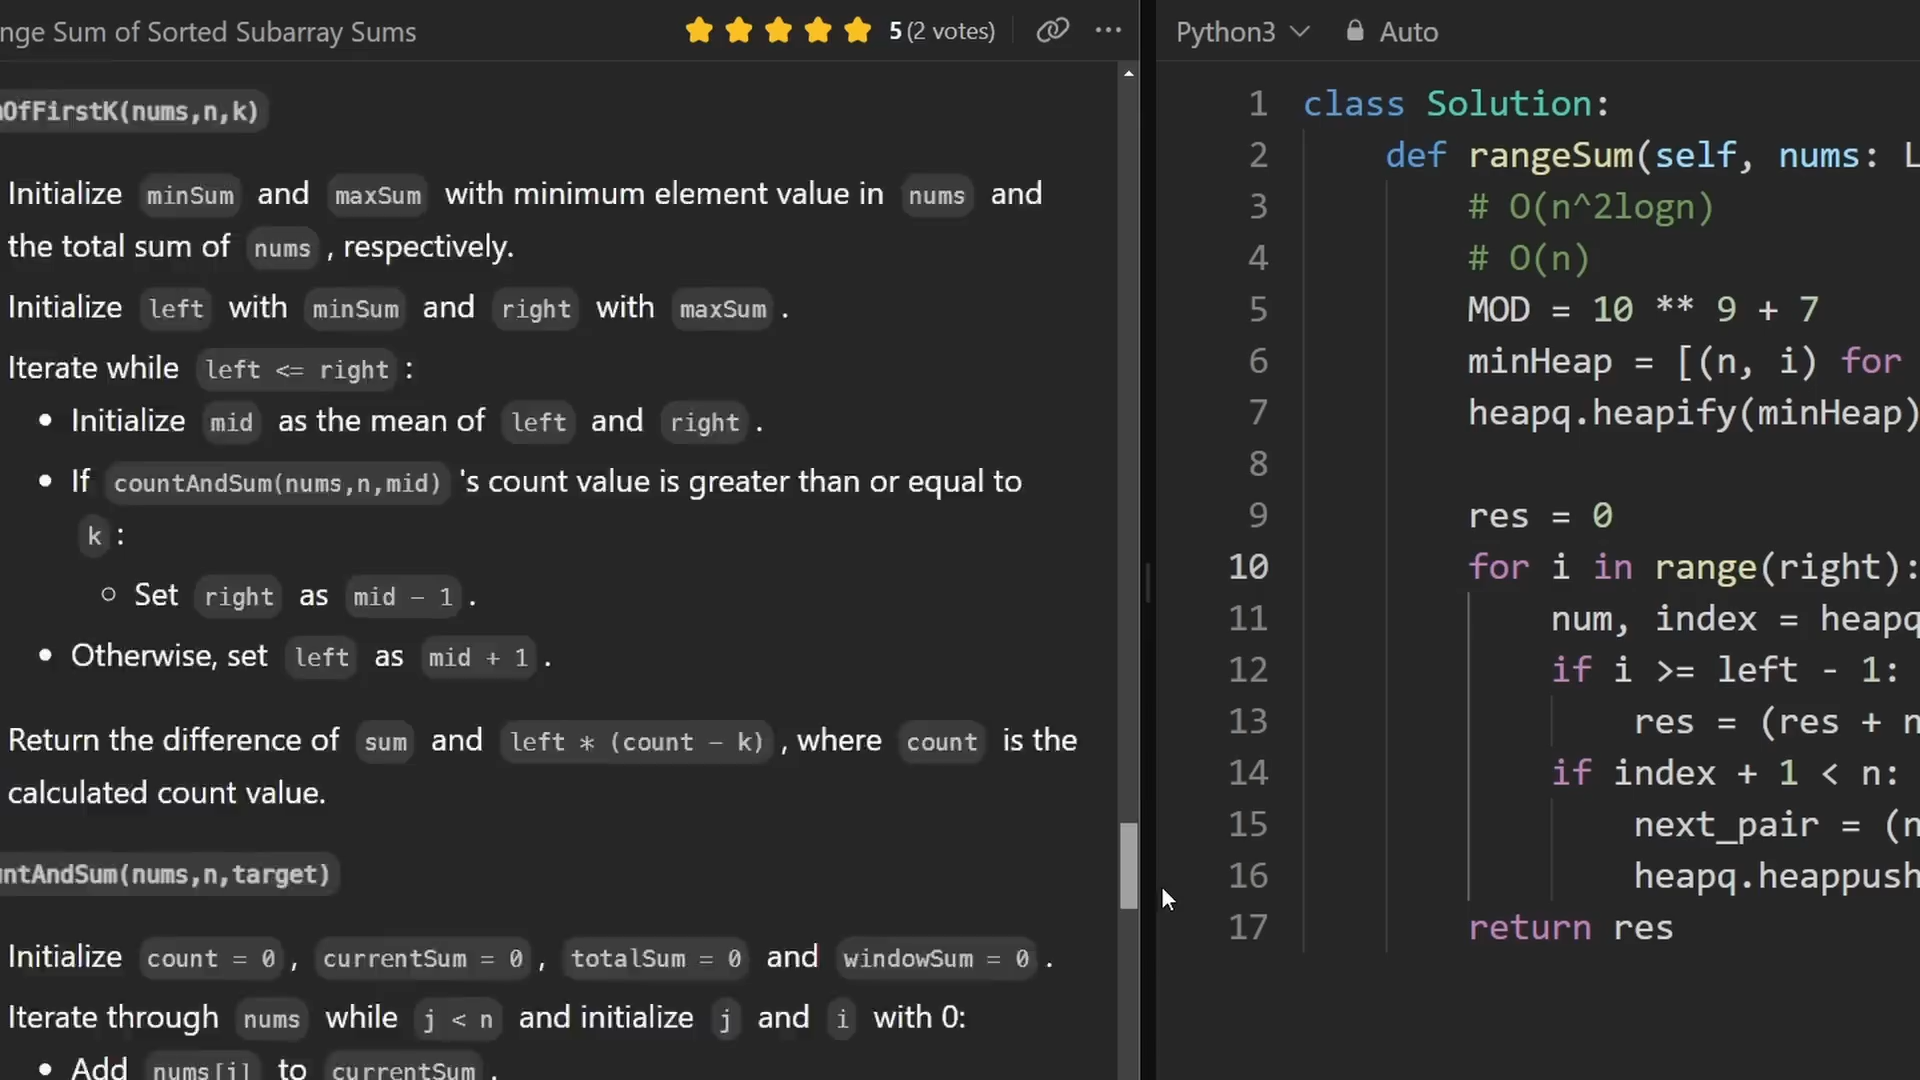 nge Sum of Sorted Subarray Sums
5 (2 votes)
OfFirstK(nums,n,k)
Initialize minSum and maxSum with minimum element value in nums and
the total sum of nums , respectively.
Initialize left with minSum and right with maxSum .
Iterate while left <= right :
• Initialize mid as the mean of left and right .
• If countAndSum(nums,n,mid) 's count value is greater than or equal to
k :
○ Set right as mid - 1 .
• Otherwise, set left as mid + 1 .
Return the difference of sum and left * (count - k) , where count is the
calculated count value.
untAndSum(nums,n,target)
Initialize count = 0 , currentSum = 0 , totalSum = 0 and windowSum = 0 .
Iterate through nums while j < n and initialize j and i with 0:
• Add nums[j] to currentSum .
Python3 Auto
1 class Solution:
2 def rangeSum(self, nums: L
3 # O(n^2logn)
4 # O(n)
5 MOD = 10 ** 9 + 7
6 minHeap = [(n, i) for
7 heapq.heapify(minHeap)
8
9 res = 0
10 for i in range(right):
11 num, index = heapq
12 if i >= left - 1:
13 res = (res + n
14 if index + 1 < n:
15 next_pair = (n
16 heapq.heappush
17 return res